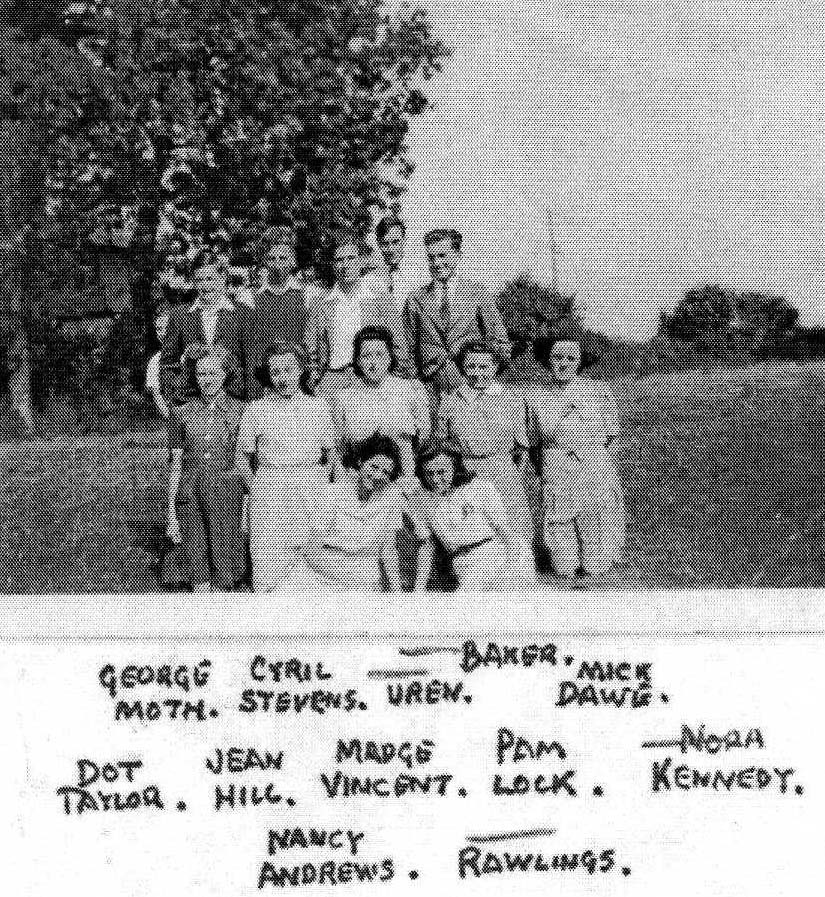 — BAKER.
GEORGE CYRIL — MICK
MOTH. STEVENS. UREN. DAWE.
DOT JEAN MADGE PAM —NORA
TAYLOR. HILL. VINCENT. LOCK. KENNEDY.
NANCY —
ANDREWS. RAWLINGS.